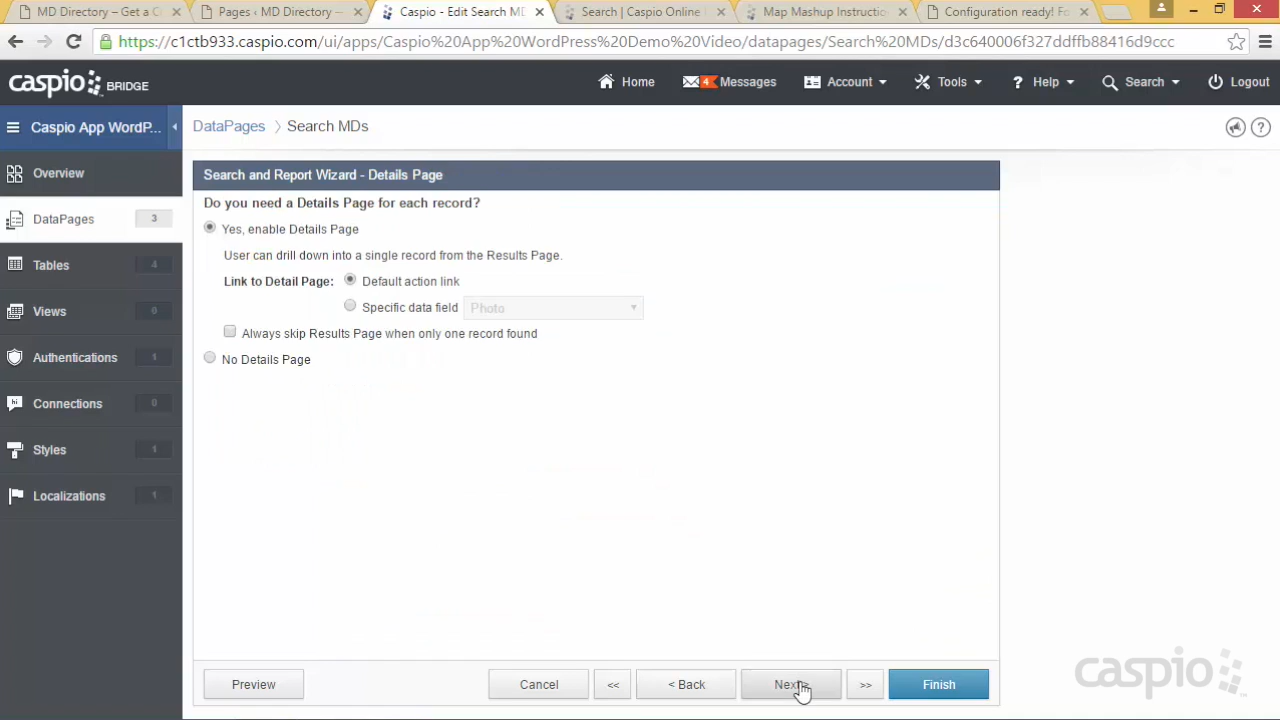 MD Directory – Get a C
Pages ‹ MD Directory —
Caspio - Edit Search MD
Search | Caspio Online
Map Mashup Instructio
Configuration ready! Fo
https://c1ctb933.caspio.com/ui/apps/Caspio%20App%20WordPress%20Demo%20Video/datapages/Search%20MDs/d3c640006f327ddffb88416d9ccc
caspio BRIDGE
Home
4
Messages
Account
Tools
? Help
Search
Logout
Caspio App WordP...
DataPages
Search MDs
?
Overview
DataPages 3
Tables 4
Views 0
Authentications 1
hi Connections 0
Styles 1
Localizations 1
Search and Report Wizard - Details Page
Do you need a Details Page for each record?
Yes, enable Details Page
User can drill down into a single record from the Results Page.
Link to Detail Page: Default action link
Specific data field Photo
Always skip Results Page when only one record found
No Details Page
Preview
Cancel
<<
< Back
Next >
>>
Finish
caspio